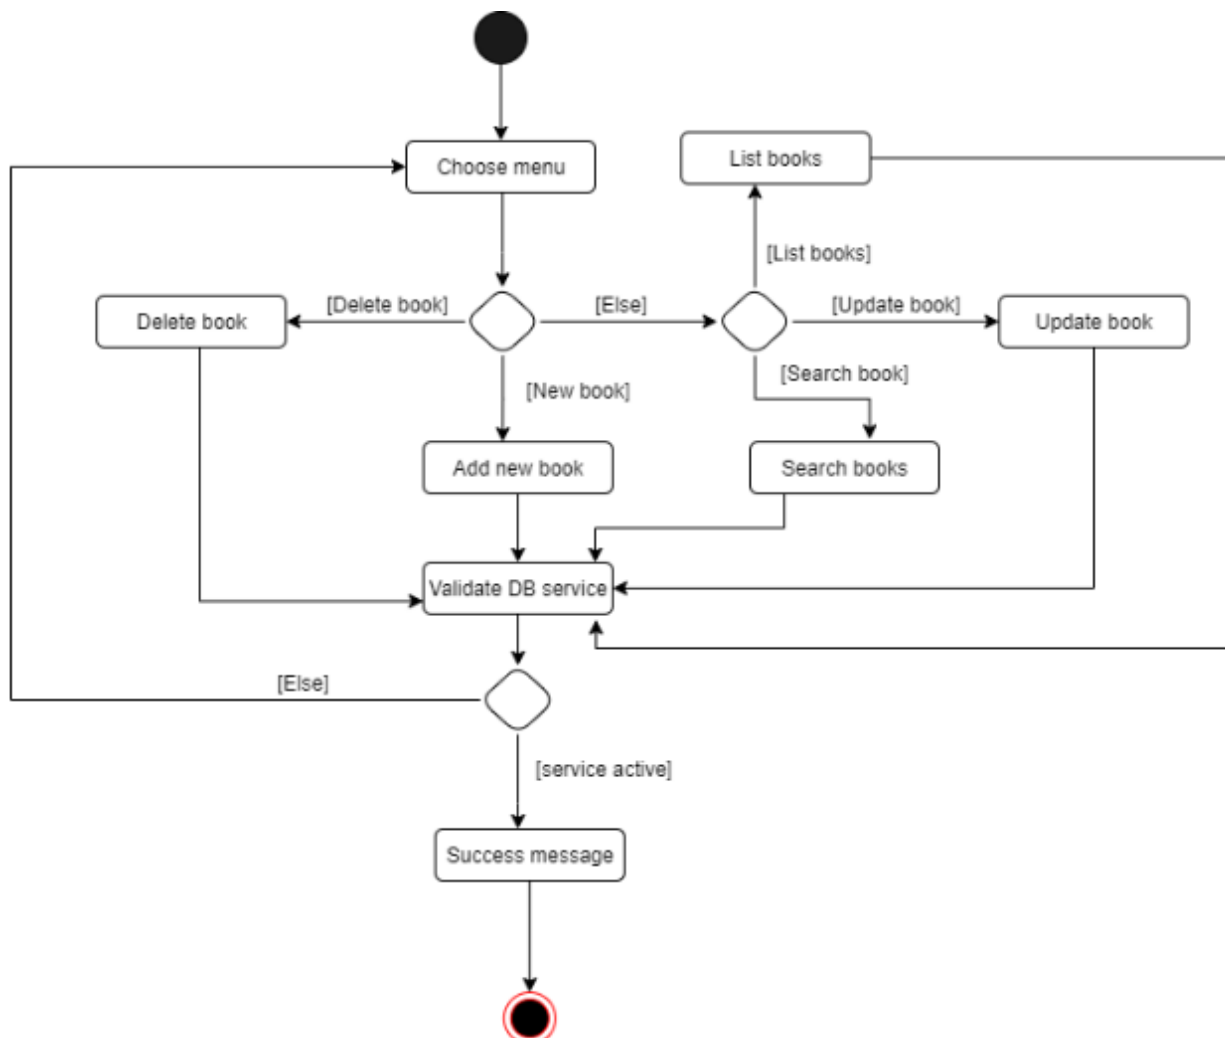 Choose menu
List books
[List books]
Delete book
[Delete book]
[Else]
[Update book]
Update book
[New book]
[Search book]
Add new book
Search books
Validate DB service
[Else]
[service active]
Success message